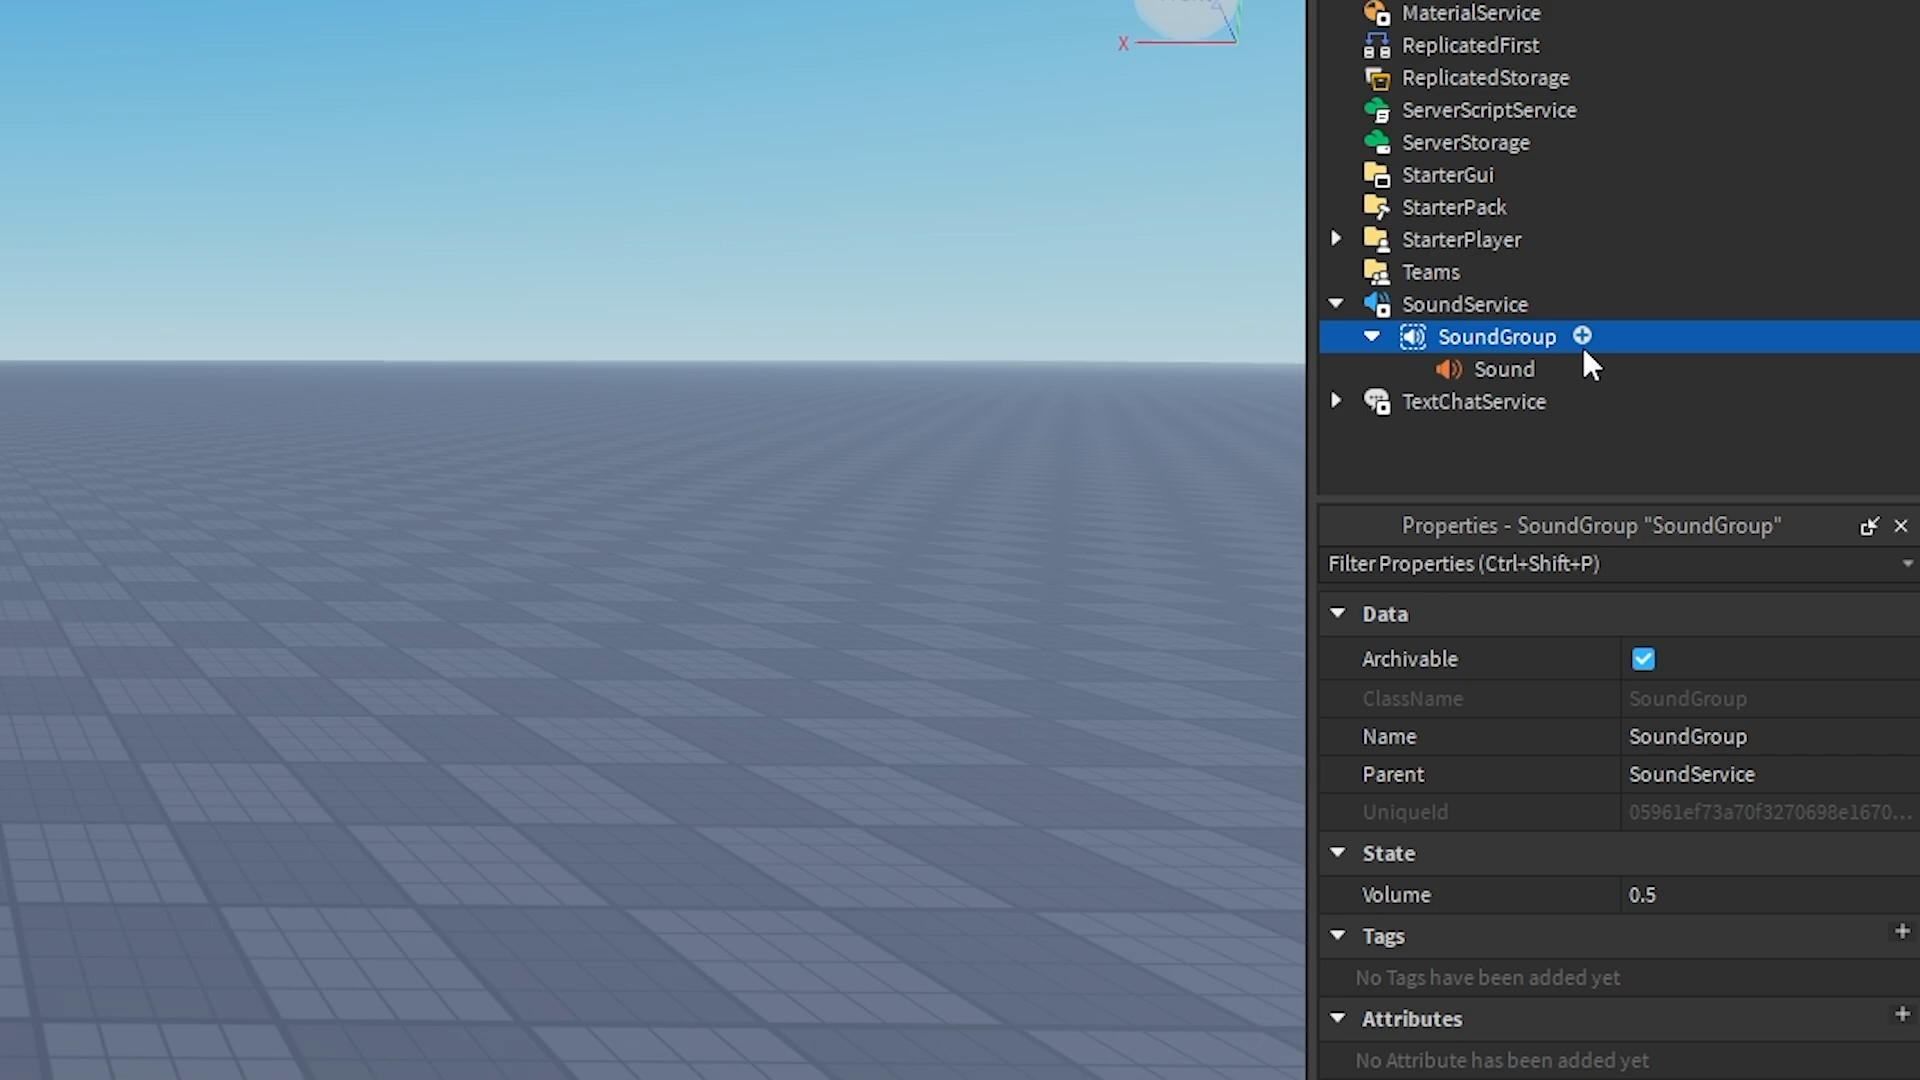 X
MaterialService
ReplicatedFirst
ReplicatedStorage
ServerScriptService
ServerStorage
StarterGui
StarterPack
StarterPlayer
Teams
SoundService
SoundGroup
Sound
TextChatService
Properties - SoundGroup "SoundGroup"
Filter Properties (Ctrl+Shift+P)
Data
Archivable
ClassName SoundGroup
Name SoundGroup
Parent SoundService
UniqueId 05961ef73a70f3270698e1670...
State
Volume 0.5
Tags
No Tags have been added yet
Attributes
No Attribute has been added yet